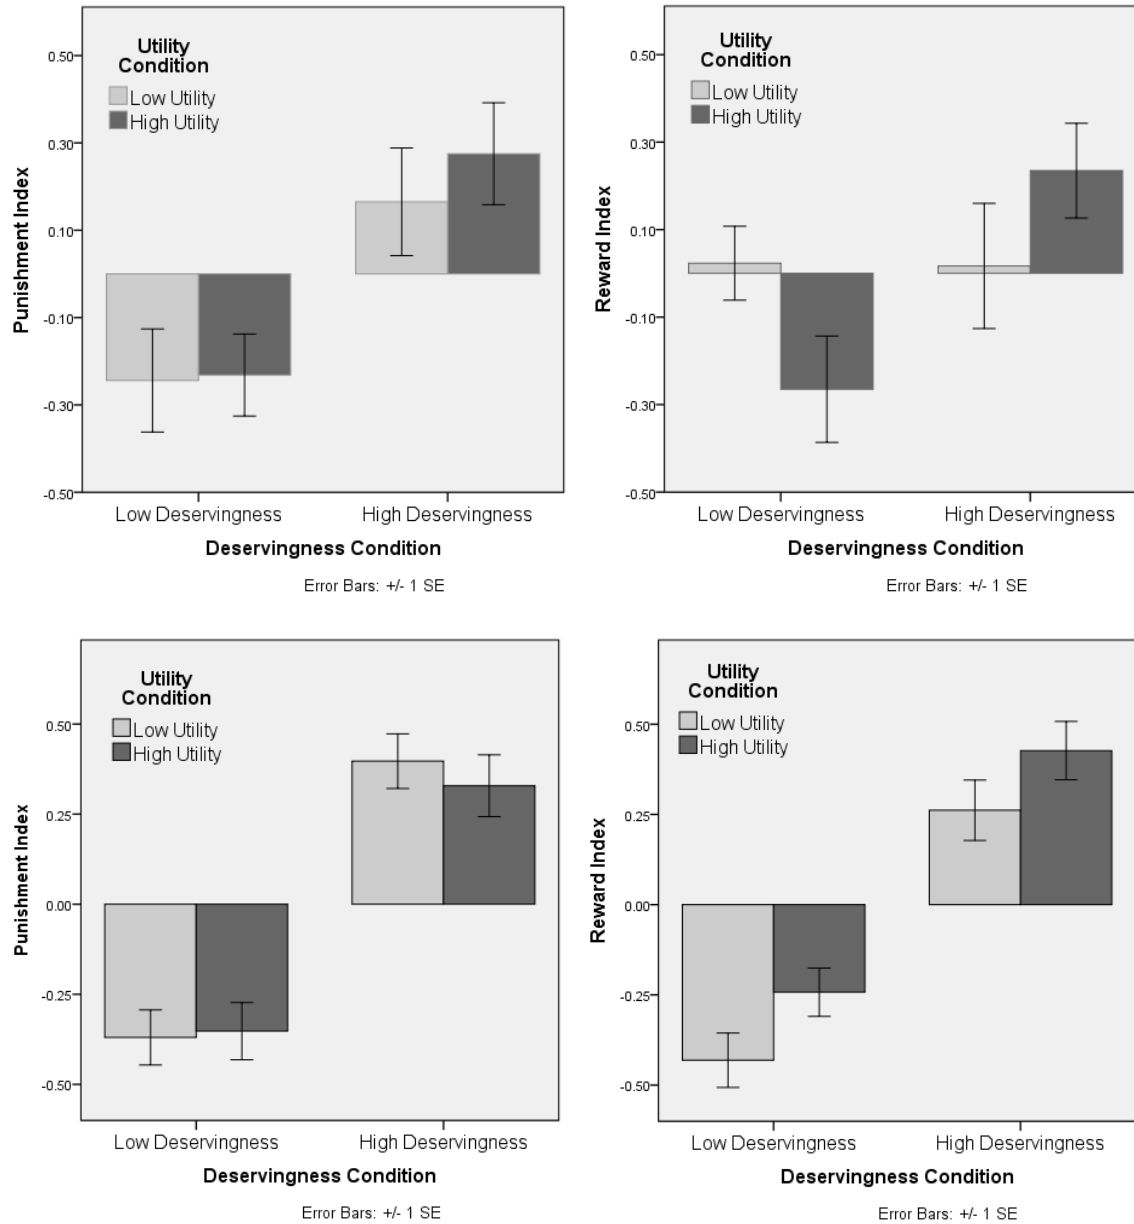 Utility
Condition
Low Utility
High Utility
0.50
0.30
0.10
-0.10
-0.30
-0.50
Punishment Index
Low Deservingness
High Deservingness
Deservingness Condition
Error Bars: +/- 1 SE
Utility
Condition
Low Utility
High Utility
0.50
0.30
0.10
-0.10
-0.30
-0.50
Reward Index
Low Deservingness
High Deservingness
Deservingness Condition
Error Bars: +/- 1 SE
Utility
Condition
Low Utility
High Utility
0.50
0.25
0.00
-0.25
-0.50
Punishment Index
Low Deservingness
High Deservingness
Deservingness Condition
Error Bars: +/- 1 SE
Utility
Condition
Low Utility
High Utility
0.50
0.25
0.00
-0.25
-0.50
Reward Index
Low Deservingness
High Deservingness
Deservingness Condition
Error Bars: +/- 1 SE